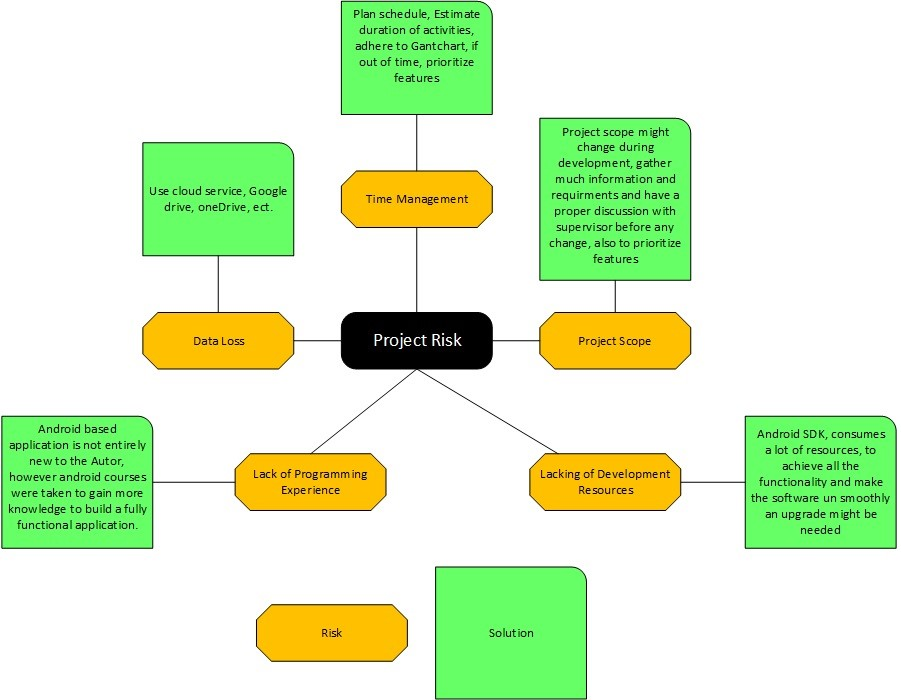 Plan schedule, Estimate
duration of activities,
adhere to Gantchart, if
out of time, prioritize
features
Project scope might
change during
development, gather
much information and
requirments and have a
proper discussion with
supervisor before any
change, also to prioritize
features
Use cloud service, Google
drive, oneDrive, ect.
Time Management
Data Loss
Project Risk
Project Scope
Android based
application is not entirely
new to the Autor,
however android courses
were taken to gain more
knowledge to build a fully
functional application.
Lack of Programming
Experience
Lacking of Development
Resources
Android SDK, consumes
a lot of resources, to
achieve all the
functionality and make
the software un smoothly
an upgrade might be
needed
Risk
Solution